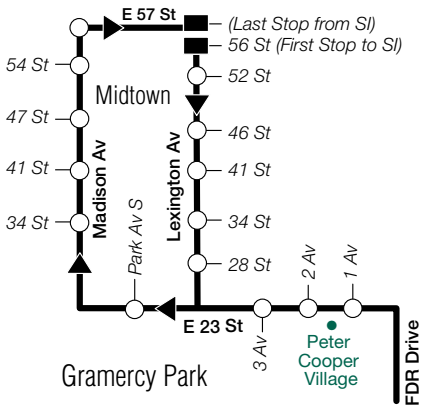 E 57 St
(Last Stop from SI)
56 St (First Stop to SI)
54 St
52 St
Midtown
47 St
46 St
Madison Av
Lexington Av
41 St
41 St
34 St
34 St
Park Av S
28 St
2 Av
1 Av
E 23 St
3 Av
Peter
Cooper
Village
FDR Drive
Gramercy Park